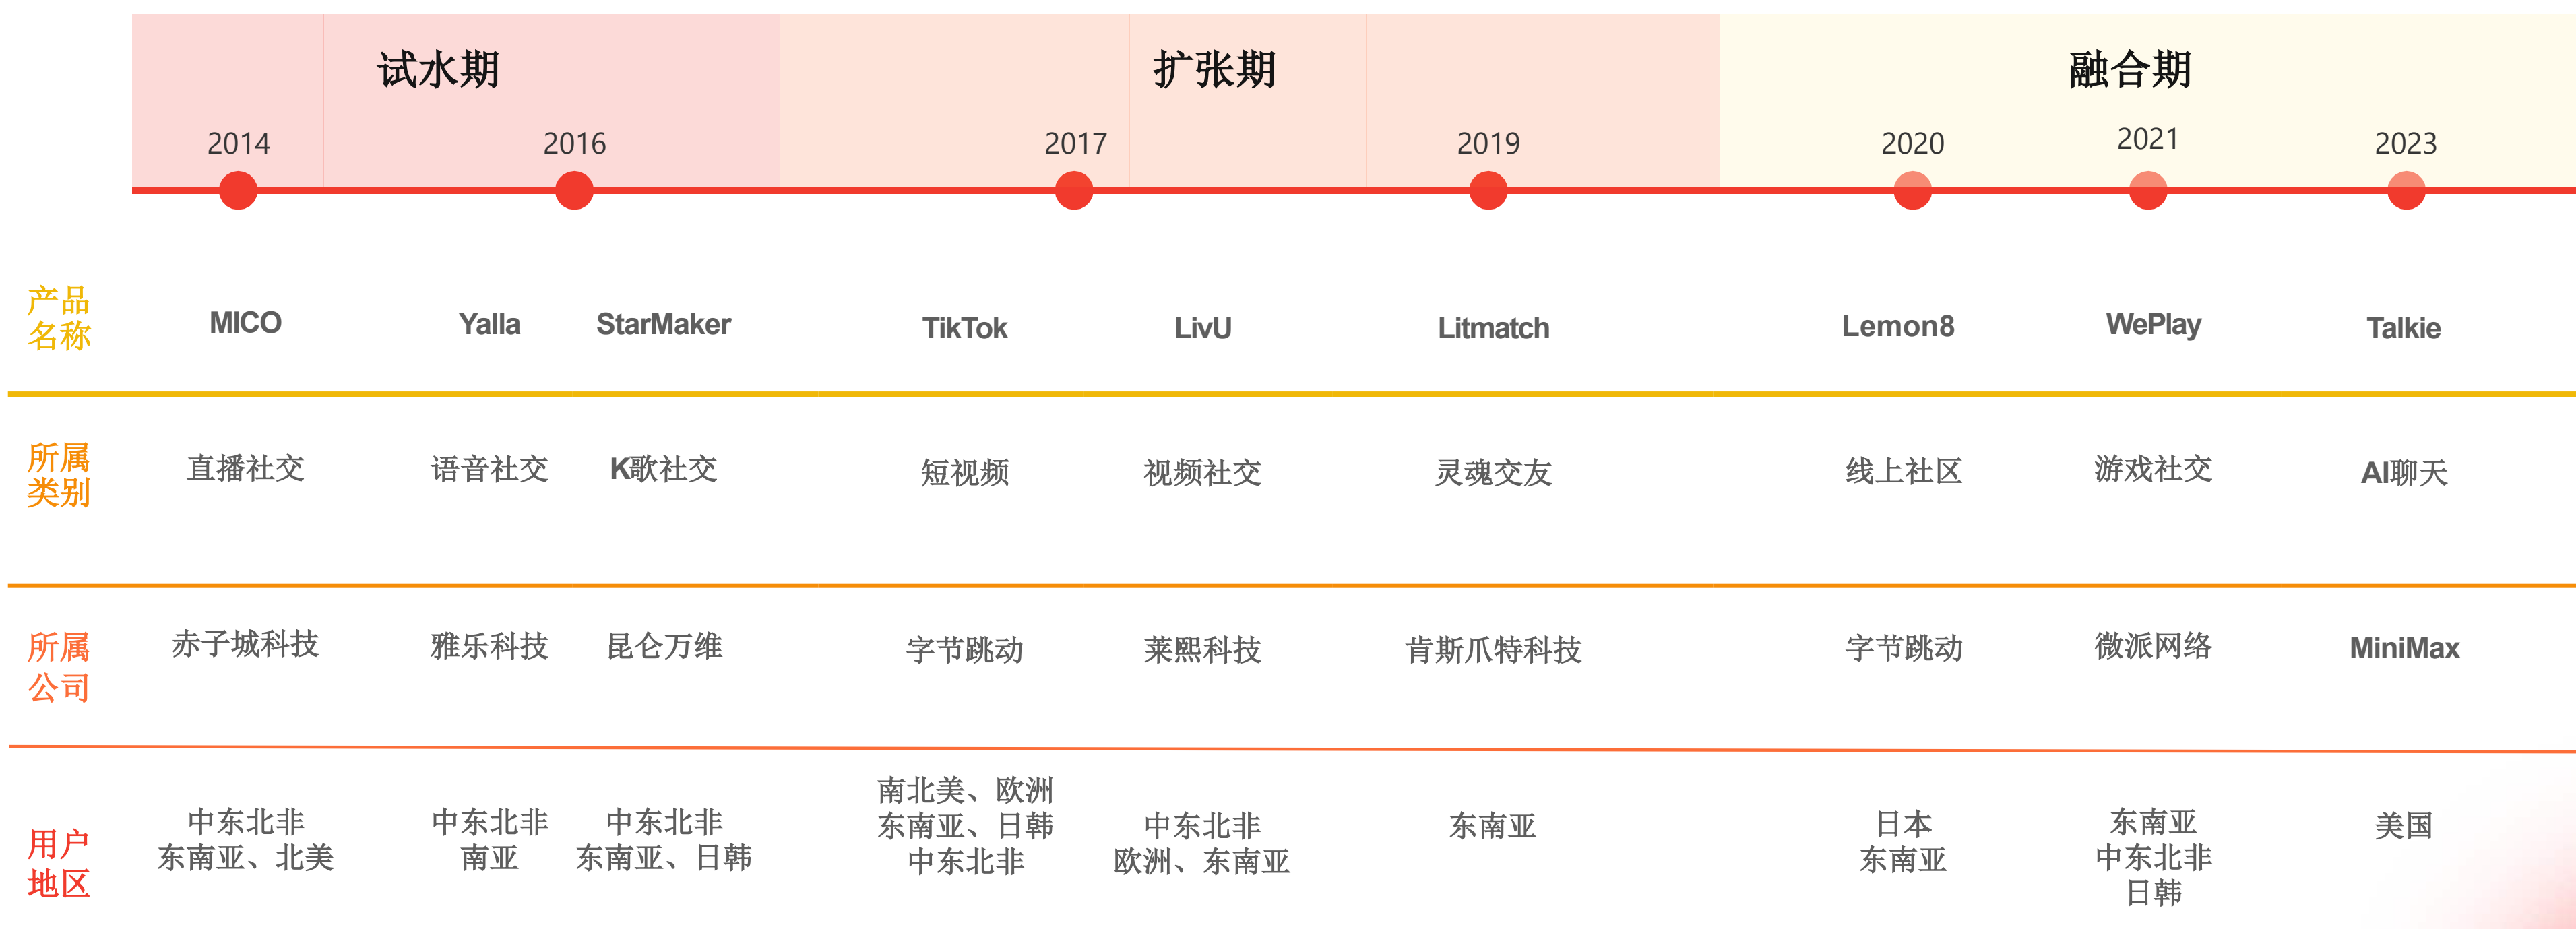 试水期
扩张期
融合期
2014
2016
2017
2019
2020
2021
2023
产品
名称
MICO
Yalla
StarMaker
TikTok
LivU
Litmatch
Lemon8
WePlay
Talkie
所属
类别
直播社交
语音社交
K歌社交
短视频
视频社交
灵魂交友
线上社区
游戏社交
AI聊天
所属
公司
赤子城科技
雅乐科技
昆仑万维
字节跳动
莱熙科技
肯斯爪特科技
字节跳动
微派网络
MiniMax
用户
地区
中东北非
东南亚、北美
中东北非
南亚
中东北非
东南亚、日韩
南北美、欧洲
东南亚、日韩
中东北非
中东北非
欧洲、东南亚
东南亚
日本
东南亚
东南亚
中东北非
日韩
美国